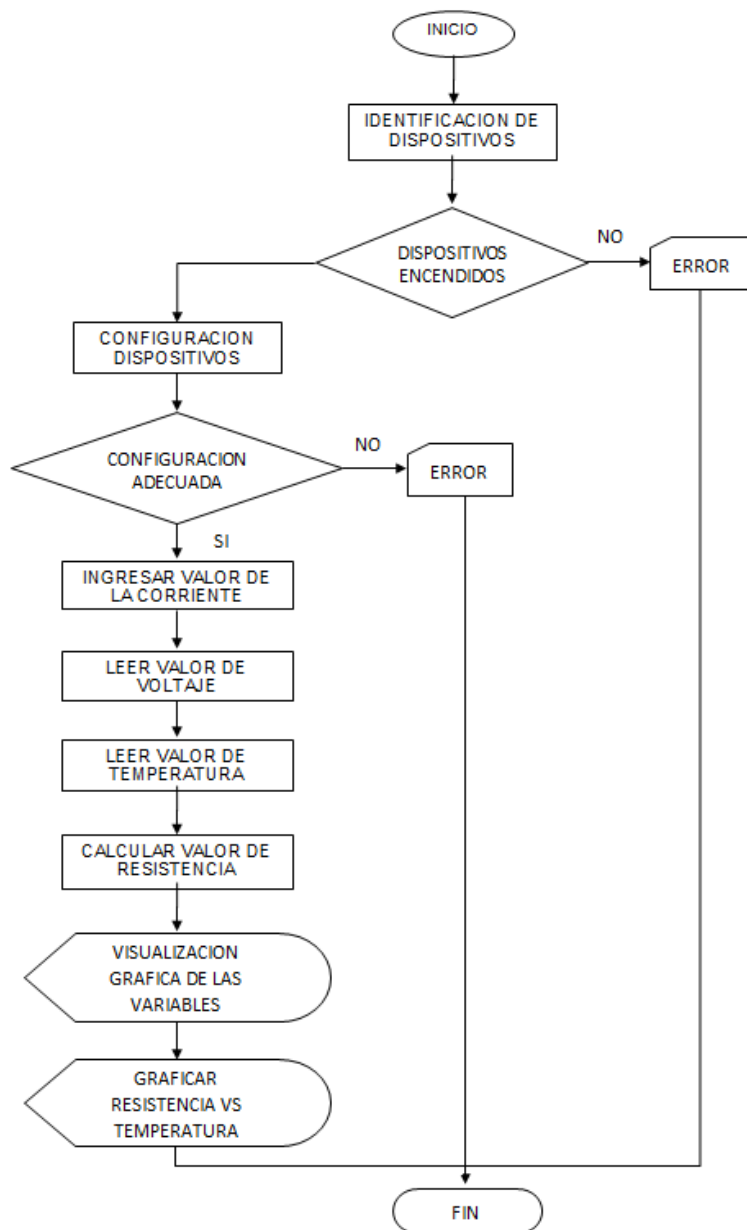 INICIO
IDENTIFICACION DE
DISPOSITIVOS
DISPOSITIVOS
ENCENDIDOS
NO
ERROR
CONFIGURACION
DISPOSITIVOS
CONFIGURACION
ADECUADA
NO
ERROR
SI
INGRESAR VALOR DE
LA CORRIENTE
LEER VALOR DE
VOLTAJE
LEER VALOR DE
TEMPERATURA
CALCULAR VALOR DE
RESISTENCIA
VISUALIZACION
GRAFICA DE LAS
VARIABLES
GRAFICAR
RESISTENCIA VS
TEMPERATURA
FIN